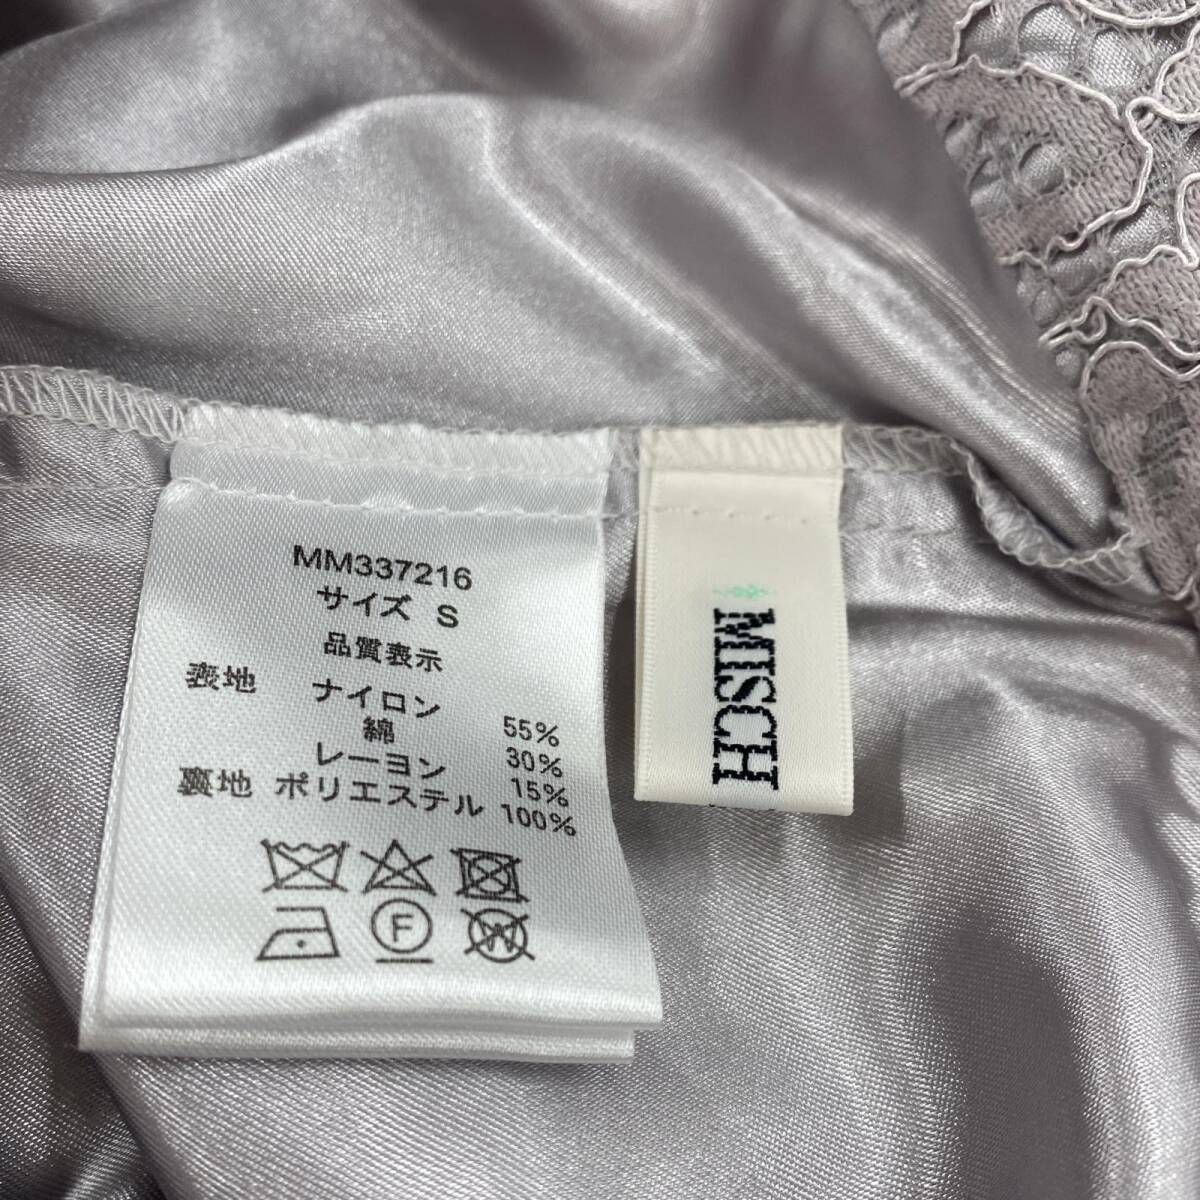 MM337216
サイズ S
品質表示
表地 ナイロン 55%
綿 30%
レーヨン 15%
裏地 ポリエステル 100%
F
W
MISCH